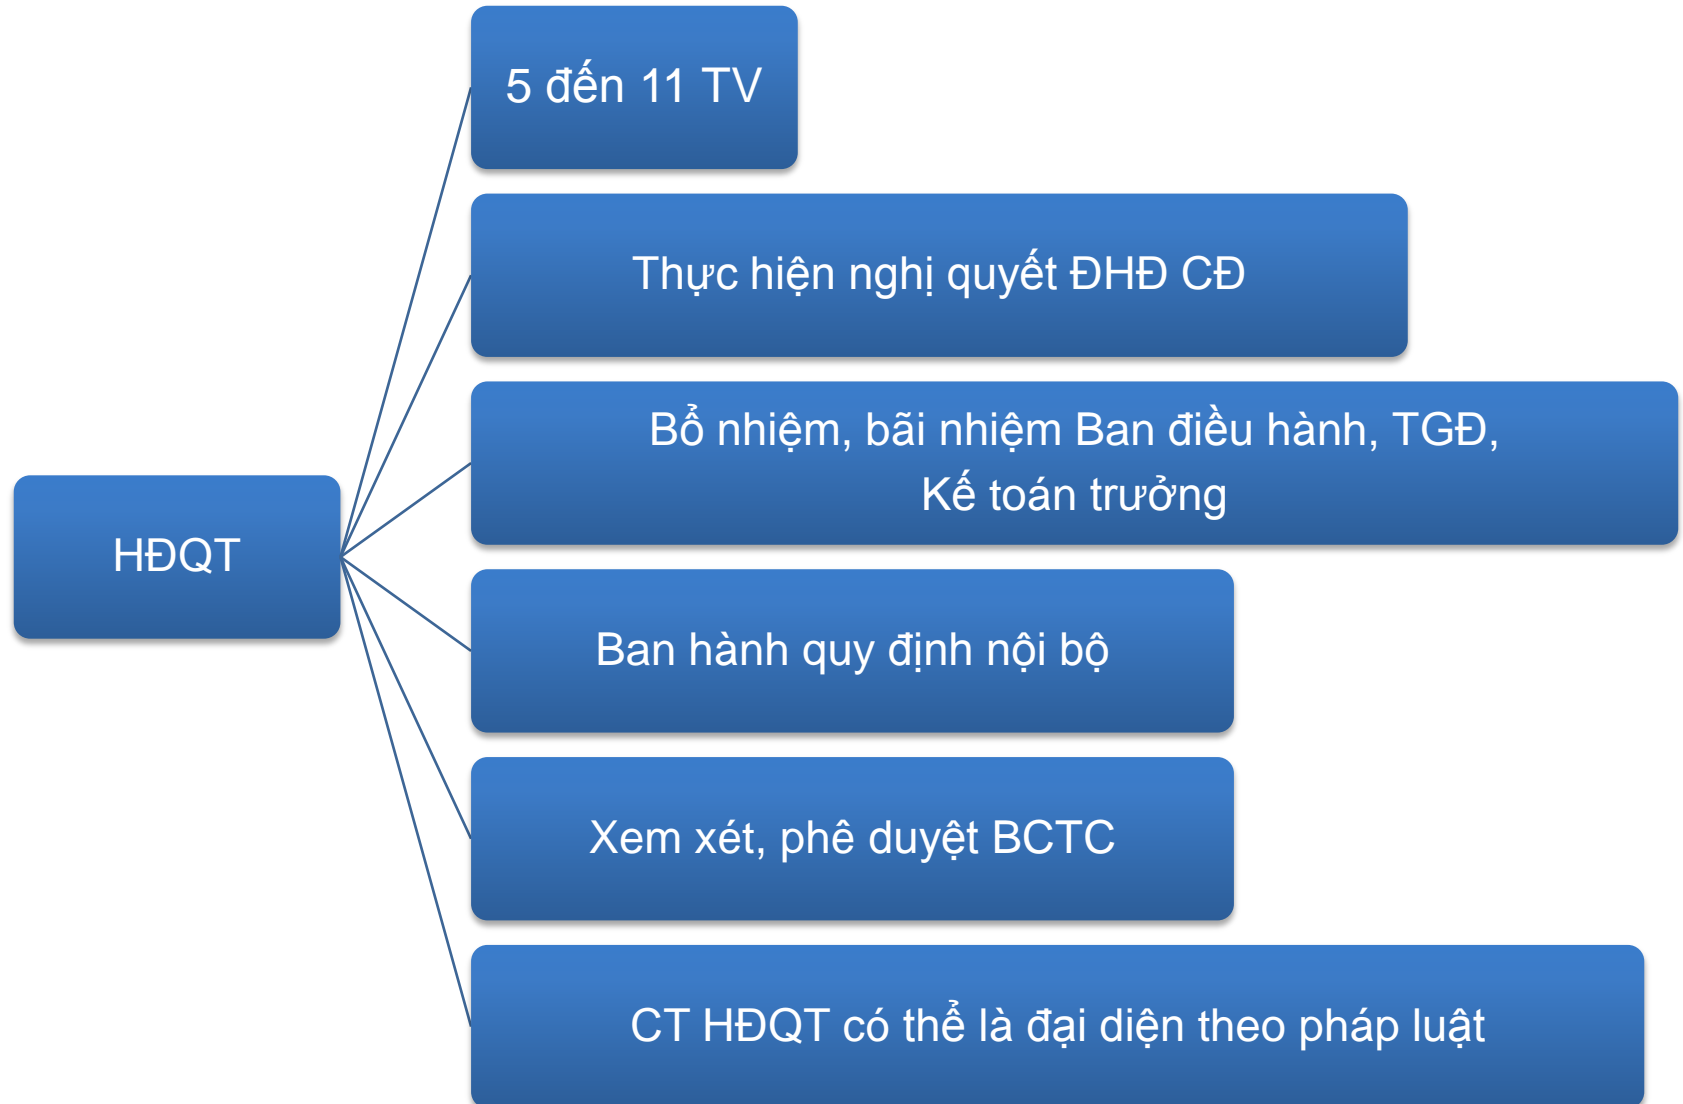 5 đến 11 TV
Thực hiện nghị quyết ĐHĐ CĐ
Bổ nhiệm, bãi nhiệm Ban điều hành, TGĐ,
Kế toán trưởng
HĐQT
Ban hành quy định nội bộ
Xem xét, phê duyệt BCTC
CT HĐQT có thể là đại diện theo pháp luật